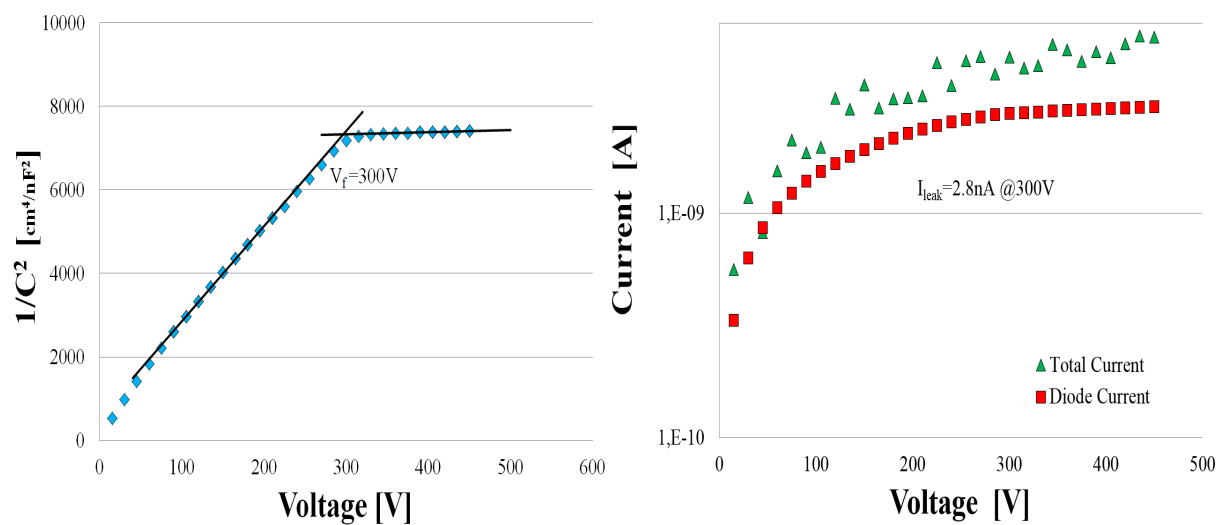 10000
8000
6000
4000
2000
0
1/C² [cm⁴/nF²]
V_f=300V
0 100 200 300 400 500 600
Voltage [V]
Current [A]
1,E-09
1,E-10
I_leak=2.8nA @300V
Total Current
Diode Current
0 100 200 300 400 500
Voltage [V]